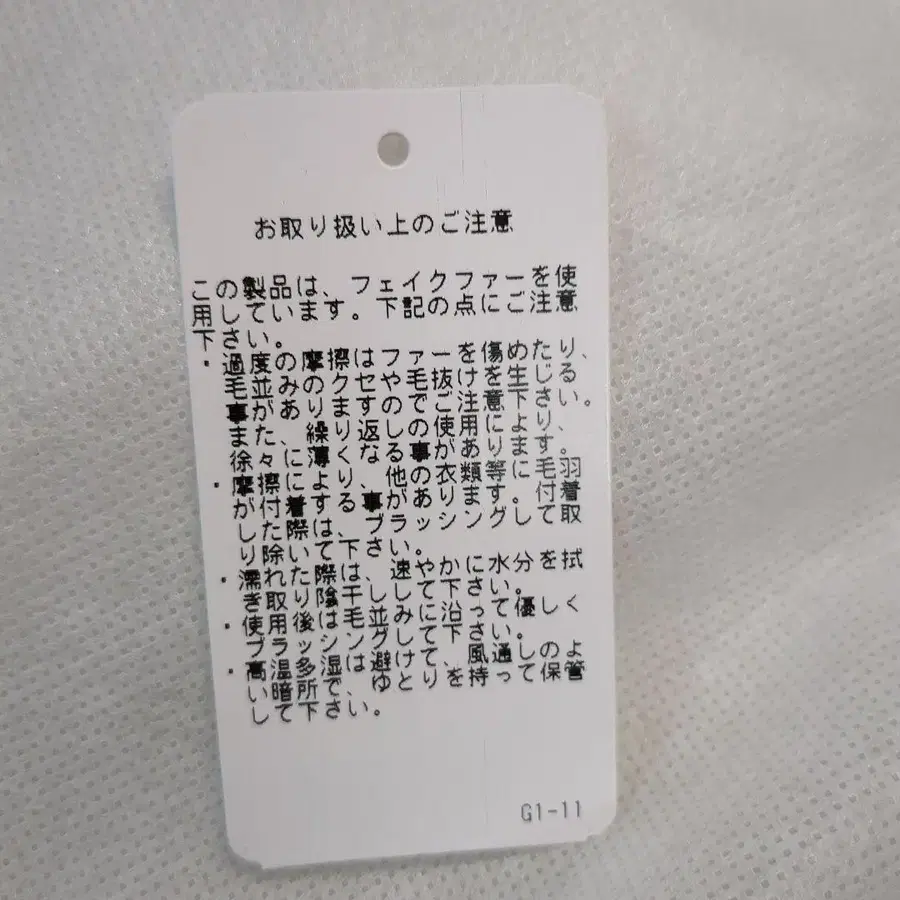 お取り扱い上のご注意
この製品は、フェイクファーを使
用しています。下記の点にご注意
下さい。
・過度の摩擦はファーを傷めたり、
毛並みのクセや毛抜けを生じる
事がありますのでご注意下さい。
また、繰り返しの使用により、
徐々に薄くなる事があります。
・摩擦により、他の衣類等に毛羽
が付着する事があります。付着
した際は、ブラッシングして取
り除いて下さい。
・濡れた際は、速やかに水分を拭
き取り陰干しして下さい。
・使用後は毛並みに沿って優しく
ブラッシングして下さい。
・高温多湿は避けて、風通しのよ
い暗所で、ゆとりを持って保管
して下さい。
G1-11